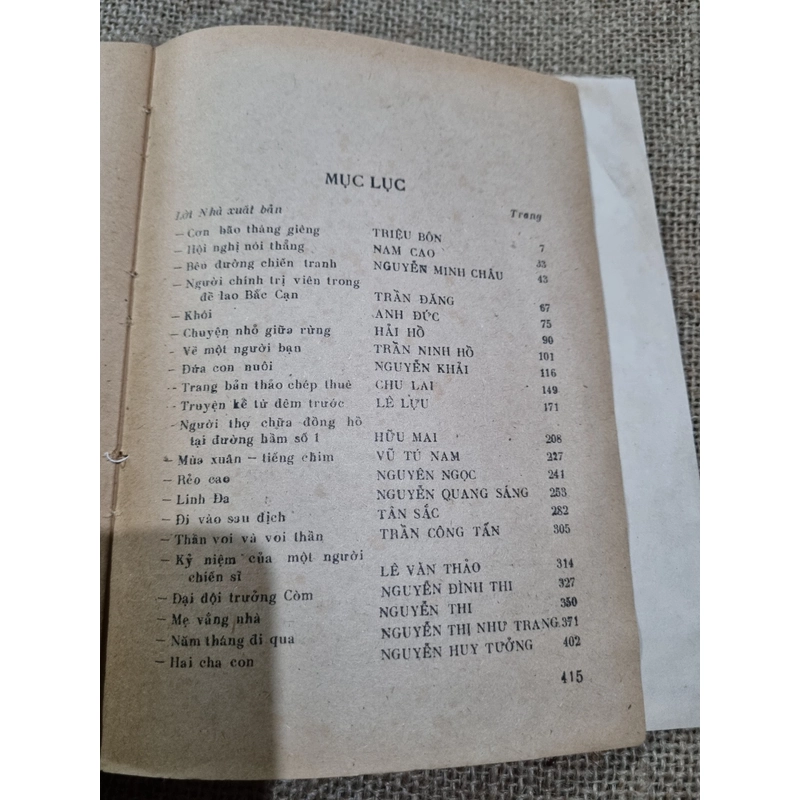 MỤC LỤC
Lời Nhà xuất bản Trang
— Cơn bão tháng giêng TRIỆU BÔN 7
— Hội nghị nói thẳng NAM CAO 33
— Bên đường chiến tranh NGUYỄN MINH CHÂU 43
— Người chính trị viên trong
đề lao Bắc Cạn TRẦN ĐĂNG 67
— Khói ANH ĐỨC 75
— Chuyện nhỏ giữa rừng HẢI HỒ 90
— Về một người bạn TRẦN NINH HỒ 101
— Đứa con nuôi NGUYỄN KHẢI 116
— Trang bản thảo chép thuê CHU LAI 149
— Truyện kể từ đêm trước LÊ LỰU 171
— Người thợ chữa đồng hồ
tại đường hầm số 1 HỮU MAI 208
— Mùa xuân — tiếng chim VŨ TÚ NAM 227
— Rẻo cao NGUYÊN NGỌC 241
— Linh Đa NGUYỄN QUANG SÁNG 253
— Đi vào sau địch TÂN SẮC 282
— Thần voi và voi thần TRẦN CÔNG TẤN 305
— Kỷ niệm của một người
chiến sĩ LÊ VĂN THẢO 314
— Đại đội trưởng Còm NGUYỄN ĐÌNH THI 327
— Mẹ vắng nhà NGUYỄN THI 350
— Năm tháng đi qua NGUYỄN THỊ NHƯ TRANG 371
— Hai cha con NGUYỄN HUY TƯỞNG 402
415